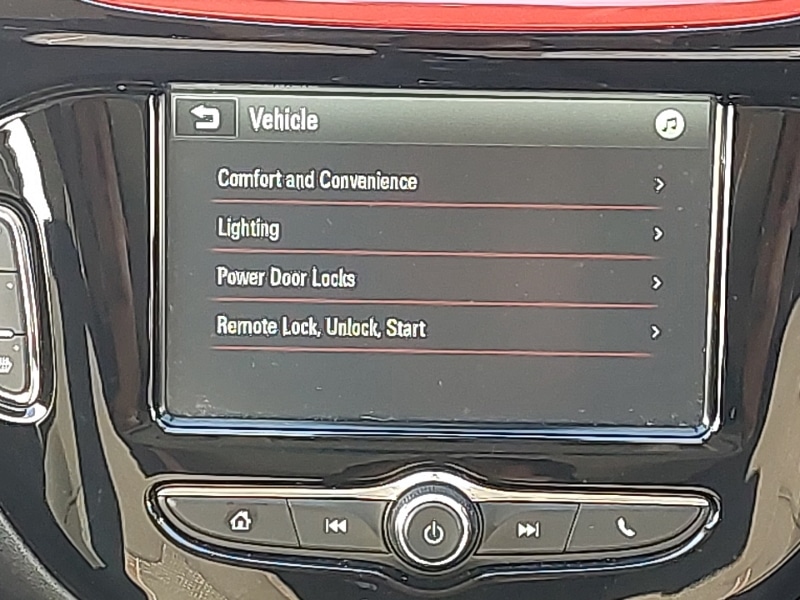 Vehicle
Comfort and Convenience
Lighting
Power Door Locks
Remote Lock, Unlock, Start